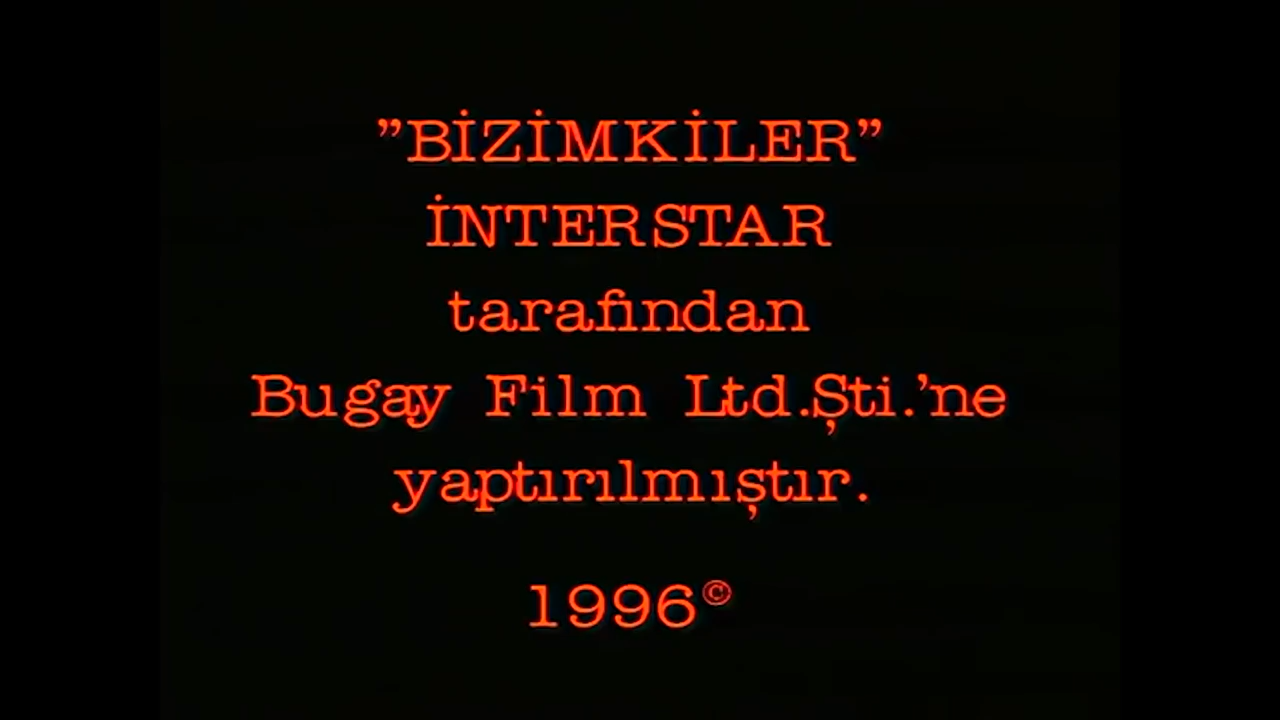 ”BİZİMKİLER”
İNTERSTAR
tarafından
Bugay Film Ltd.Şti.’ne
yaptırılmıştır.
1996©